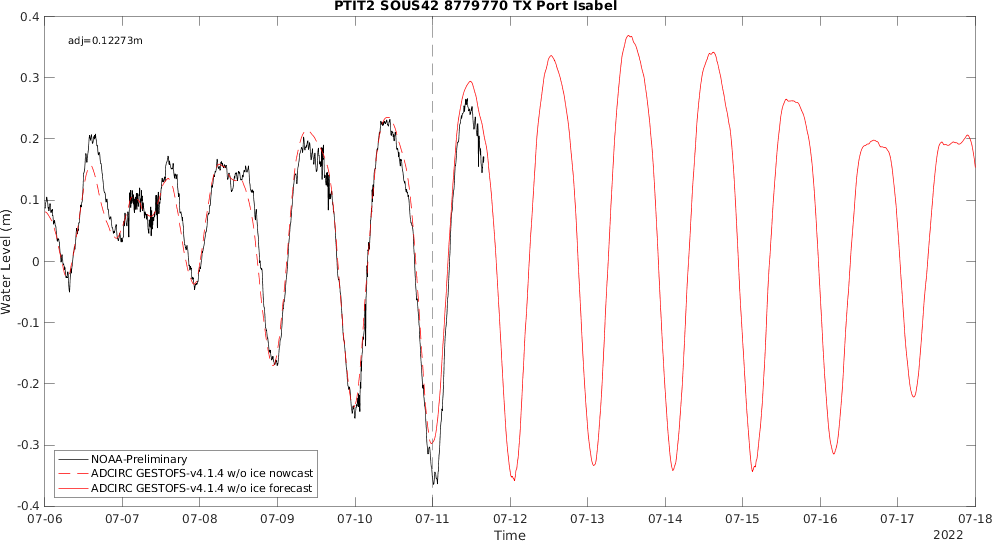 PTIT2 SOUS42 8779770 TX Port Isabel
adj=0.12273m
0.4
0.3
0.2
0.1
0
-0.1
-0.2
-0.3
-0.4
Water Level (m)
NOAA-Preliminary
ADCIRC GESTOFS-v4.1.4 w/o ice nowcast
ADCIRC GESTOFS-v4.1.4 w/o ice forecast
07-06 07-07 07-08 07-09 07-10 07-11 07-12 07-13 07-14 07-15 07-16 07-17 07-18
Time
2022